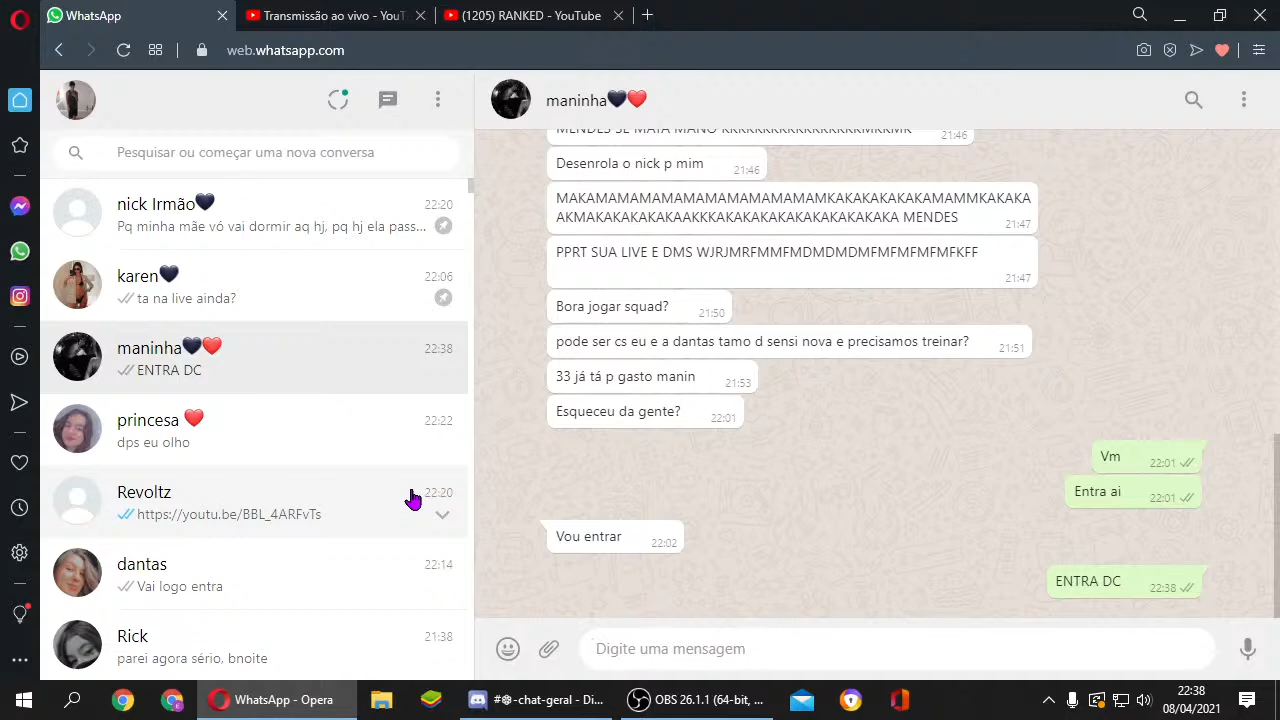 WhatsApp
Transmissão ao vivo - YouT
(1205) RANKED - YouTube
web.whatsapp.com
maninha🖤❤️
Pesquisar ou começar uma nova conversa
nick Irmão🖤 22:20
Pq minha mãe vó vai dormir aq hj, pq hj ela pass...
karen🖤 22:06
ta na live ainda?
maninha🖤❤️ 22:38
ENTRA DC
princesa ❤️ 22:22
dps eu olho
Revoltz 22:20
https://youtu.be/BBL_4ARFvTs
dantas 22:14
Vai logo entra
Rick 21:38
parei agora sério, bnoite
21:46
Desenrola o nick p mim 21:46
MAKAMAMAMAMAMAMAMAMAMAMKAKAKAKAKAMAMMKAKAKA
AKMAKAKAKAKAAKKKAKAKAKAKAKAKAKAKAKA MENDES 21:47
PPRT SUA LIVE E DMS WJRJMRFMMFMDMDMDMFMFMFMFMFKFF
21:47
Bora jogar squad? 21:50
pode ser cs eu e a dantas tamo d sensi nova e precisamos treinar? 21:51
33 já tá p gasto manin 21:53
Esqueceu da gente? 22:01
Vm 22:01
Entra ai 22:01
Vou entrar 22:02
ENTRA DC 22:38
Digite uma mensagem
WhatsApp - Opera
#❄-chat-geral - Di...
OBS 26.1.1 (64-bit, ...
22:38
08/04/2021